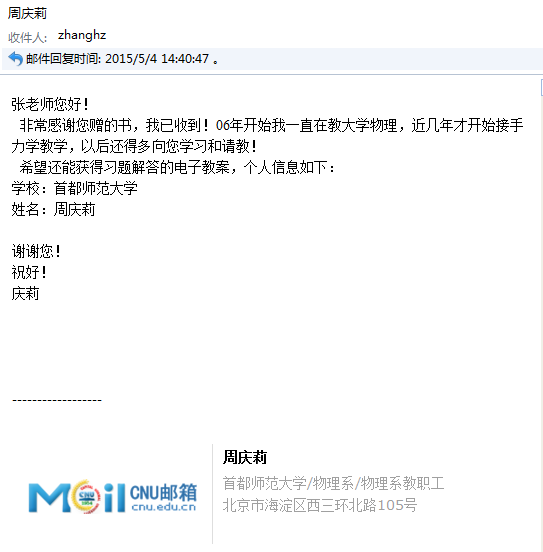 周庆莉
收件人: zhanghz
邮件回复时间: 2015/5/4 14:40:47 。
张老师您好！
非常感谢您赠的书，我已收到！06年开始我一直在教大学物理，近几年才开始接手
力学教学，以后还得多向您学习和请教！
希望还能获得习题解答的电子教案，个人信息如下：
学校：首都师范大学
姓名：周庆莉
谢谢您！
祝好！
庆莉
------------------
周庆莉
首都师范大学/物理系/物理系教职工
北京市海淀区西三环北路105号
Mail CNU邮箱
cnu.edu.cn